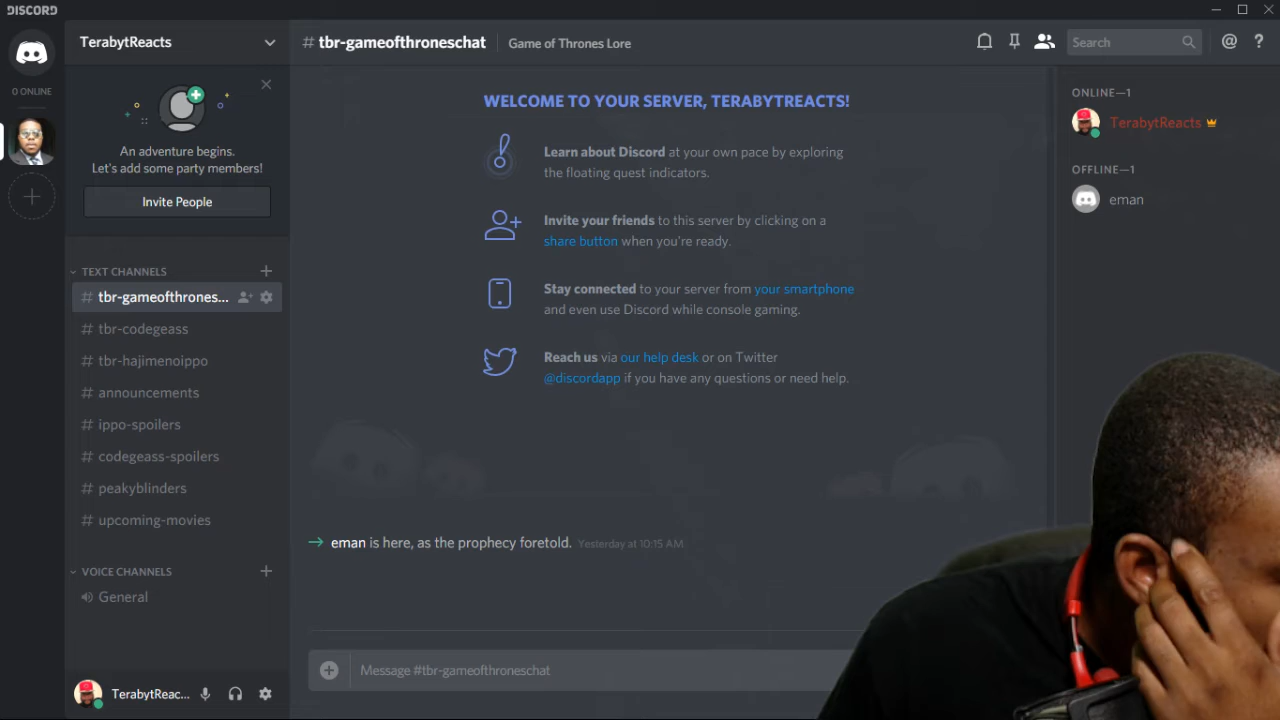 DISCORD
0 ONLINE
TerabytReacts
An adventure begins.
Let's add some party members!
Invite People
TEXT CHANNELS
# tbr-gameofthrones...
# tbr-codegeass
# tbr-hajimenoippo
# announcements
# ippo-spoilers
# codegeass-spoilers
# peakyblinders
# upcoming-movies
VOICE CHANNELS
General
TerabytReac...
# tbr-gameofthroneschat Game of Thrones Lore
Search
WELCOME TO YOUR SERVER, TERABYTREACTS!
Learn about Discord at your own pace by exploring
the floating quest indicators.
Invite your friends to this server by clicking on a
share button when you're ready.
Stay connected to your server from your smartphone
and even use Discord while console gaming.
Reach us via our help desk or on Twitter
@discordapp if you have any questions or need help.
eman is here, as the prophecy foretold. Yesterday at 10:15 AM
Message #tbr-gameofthroneschat
ONLINE—1
TerabytReacts
OFFLINE—1
eman